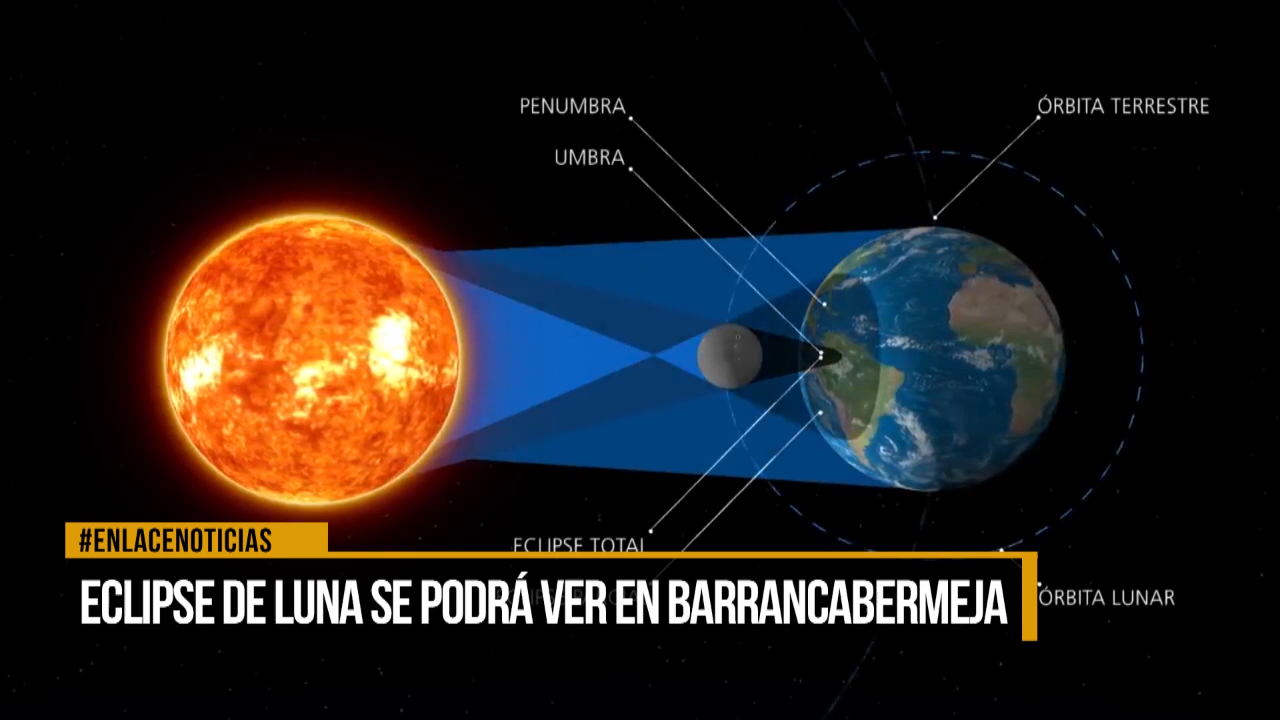 PENUMBRA
ÓRBITA TERRESTRE
UMBRA
#ENLACENOTICIAS
ECLIPSE TOTAL
ECLIPSE DE LUNA SE PODRÁ VER EN BARRANCABERMEJA
ÓRBITA LUNAR